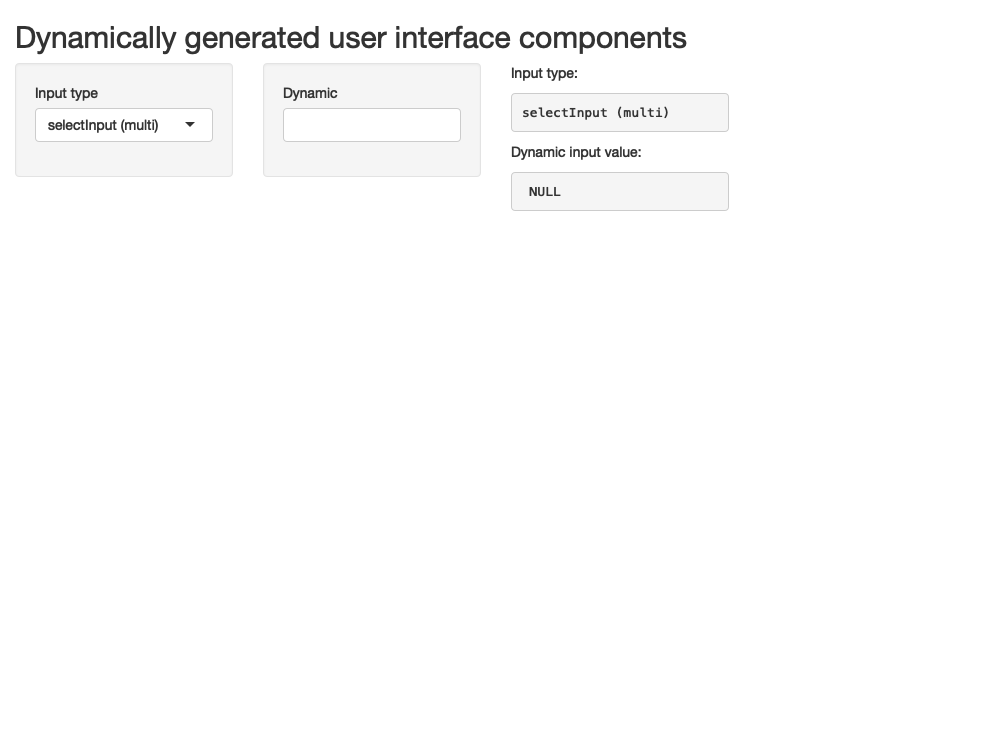 Dynamically generated user interface components
Input type
selectInput (multi)
Dynamic
Input type:
selectInput (multi)
Dynamic input value:
NULL